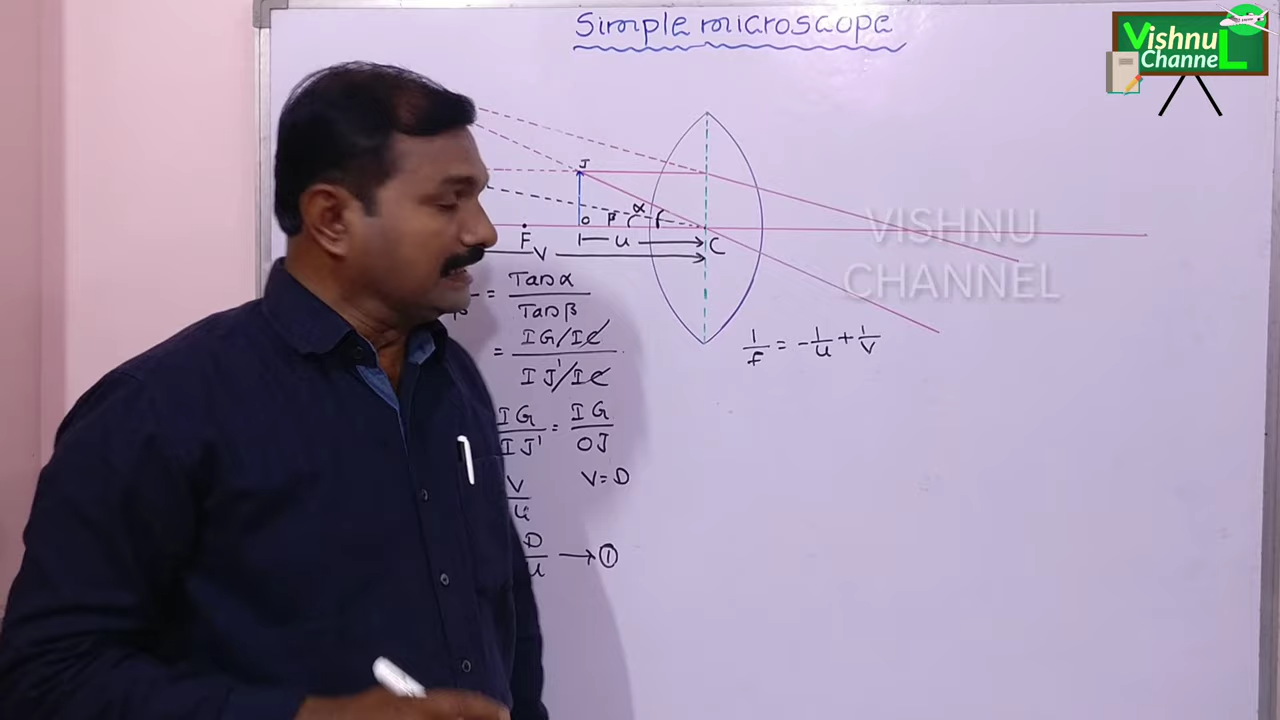 Simple microscope
Vishnu
ChanneL
VISHNU
CHANNEL
J
O β α f
F u C
V
= Tanα / Tanβ
= IG/IC / IJ'/IC
1/f = -1/u + 1/v
IG / IJ' = IG / OJ
V / u
V = D
D / u → ①